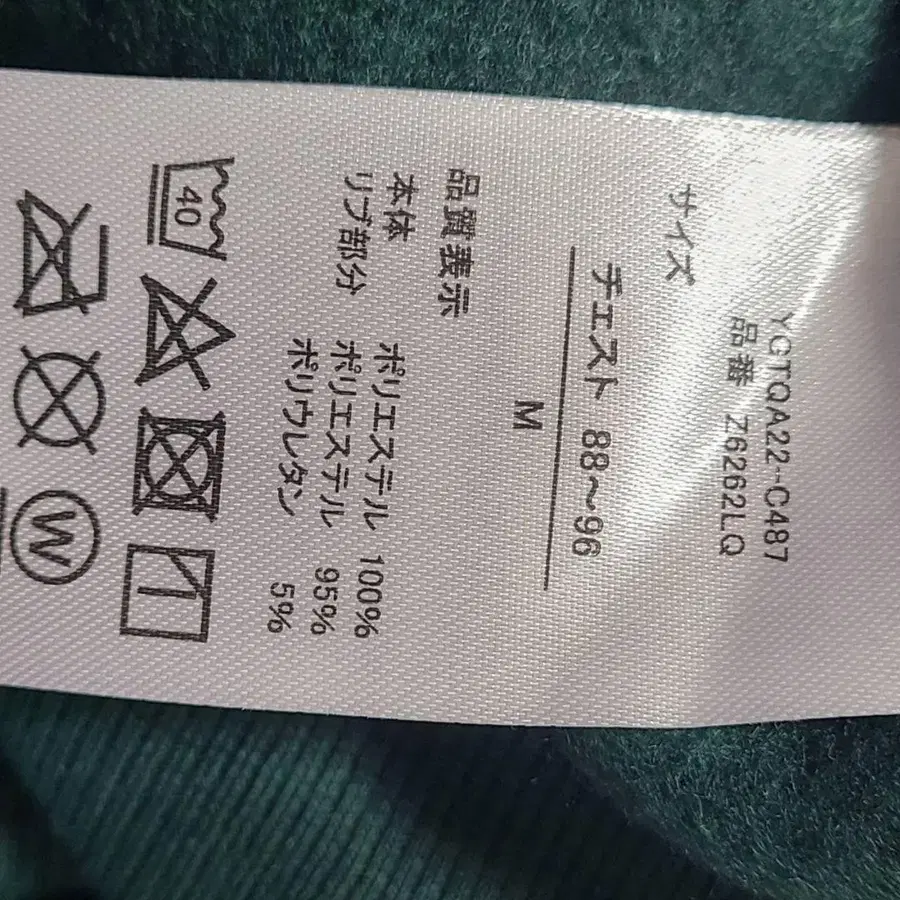 YGTQA22-C487
品番 Z6262LQ
サイズ
チェスト 88~96
M
品質表示
本体 ポリエステル 100%
リブ部分 ポリエステル 95%
ポリウレタン 5%
40
W